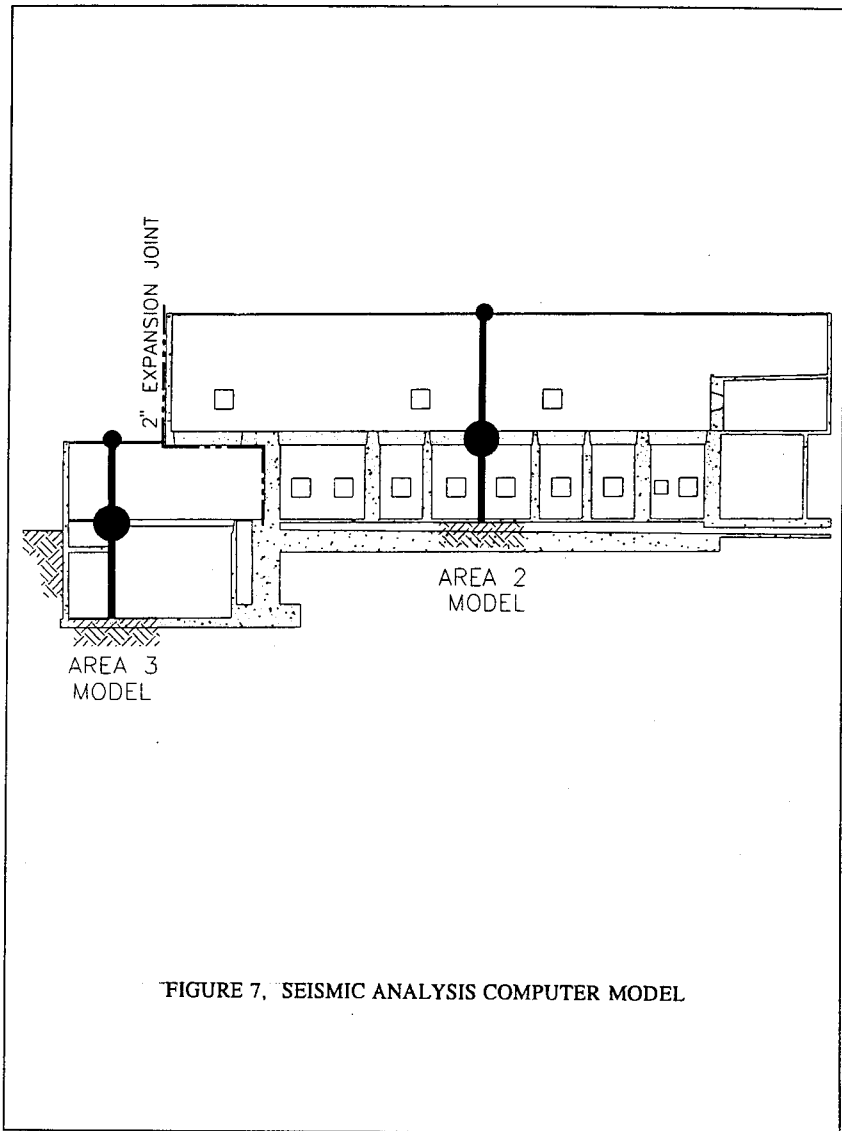 2" EXPANSION JOINT
AREA 2
MODEL
AREA 3
MODEL
FIGURE 7, SEISMIC ANALYSIS COMPUTER MODEL